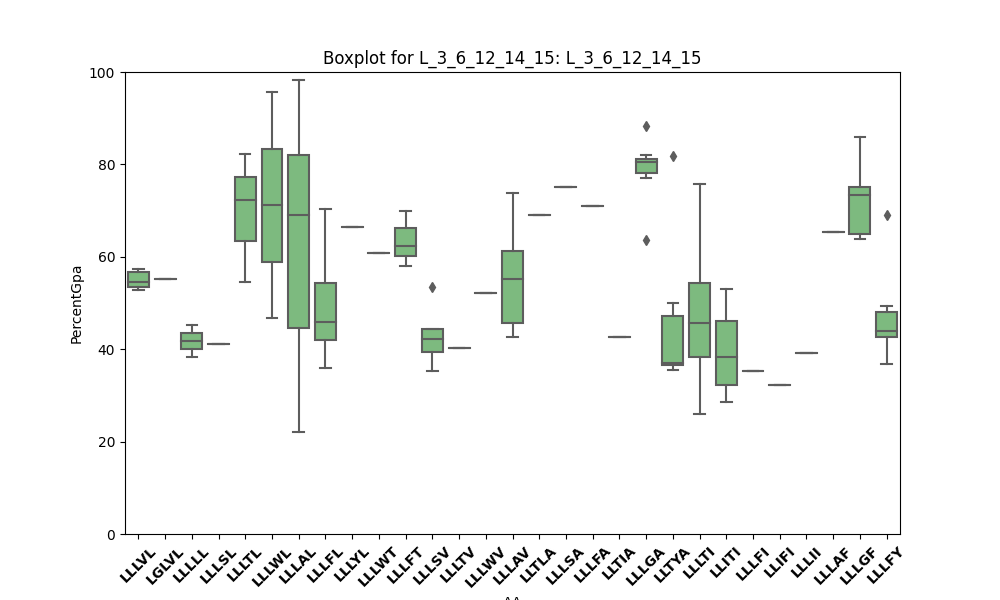 Boxplot for L_3_6_12_14_15: L_3_6_12_14_15
PercentGpa
100
80
60
40
20
0
LLLVL
LGLVL
LLLLL
LLLSL
LLLTL
LLLWL
LLLAL
LLLFL
LLLYL
LLLWT
LLLFT
LLLSV
LLLTV
LLLWV
LLLAV
LLTLA
LLLSA
LLLFA
LLTIA
LLLGA
LLTYA
LLLTI
LLITI
LLLFI
LLIFI
LLLII
LLLAF
LLLGF
LLLFY